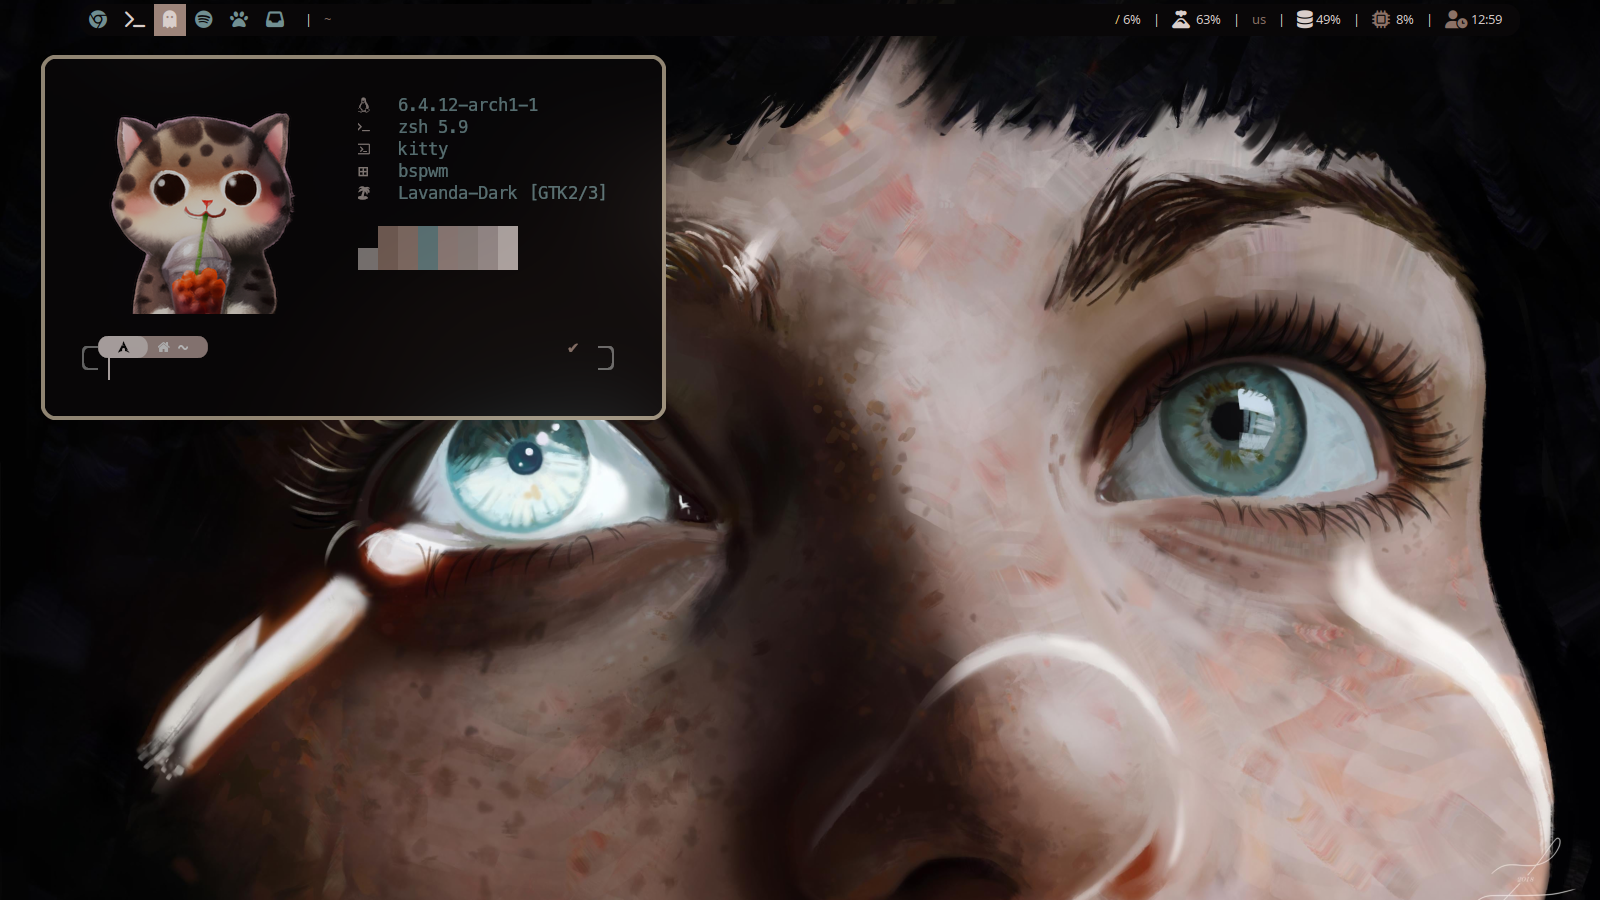 | ~ / 6% | 63% | us | 49% | 8% | 12:59
6.4.12-arch1-1
zsh 5.9
kitty
bspwm
Lavanda-Dark [GTK2/3]
~ ✔